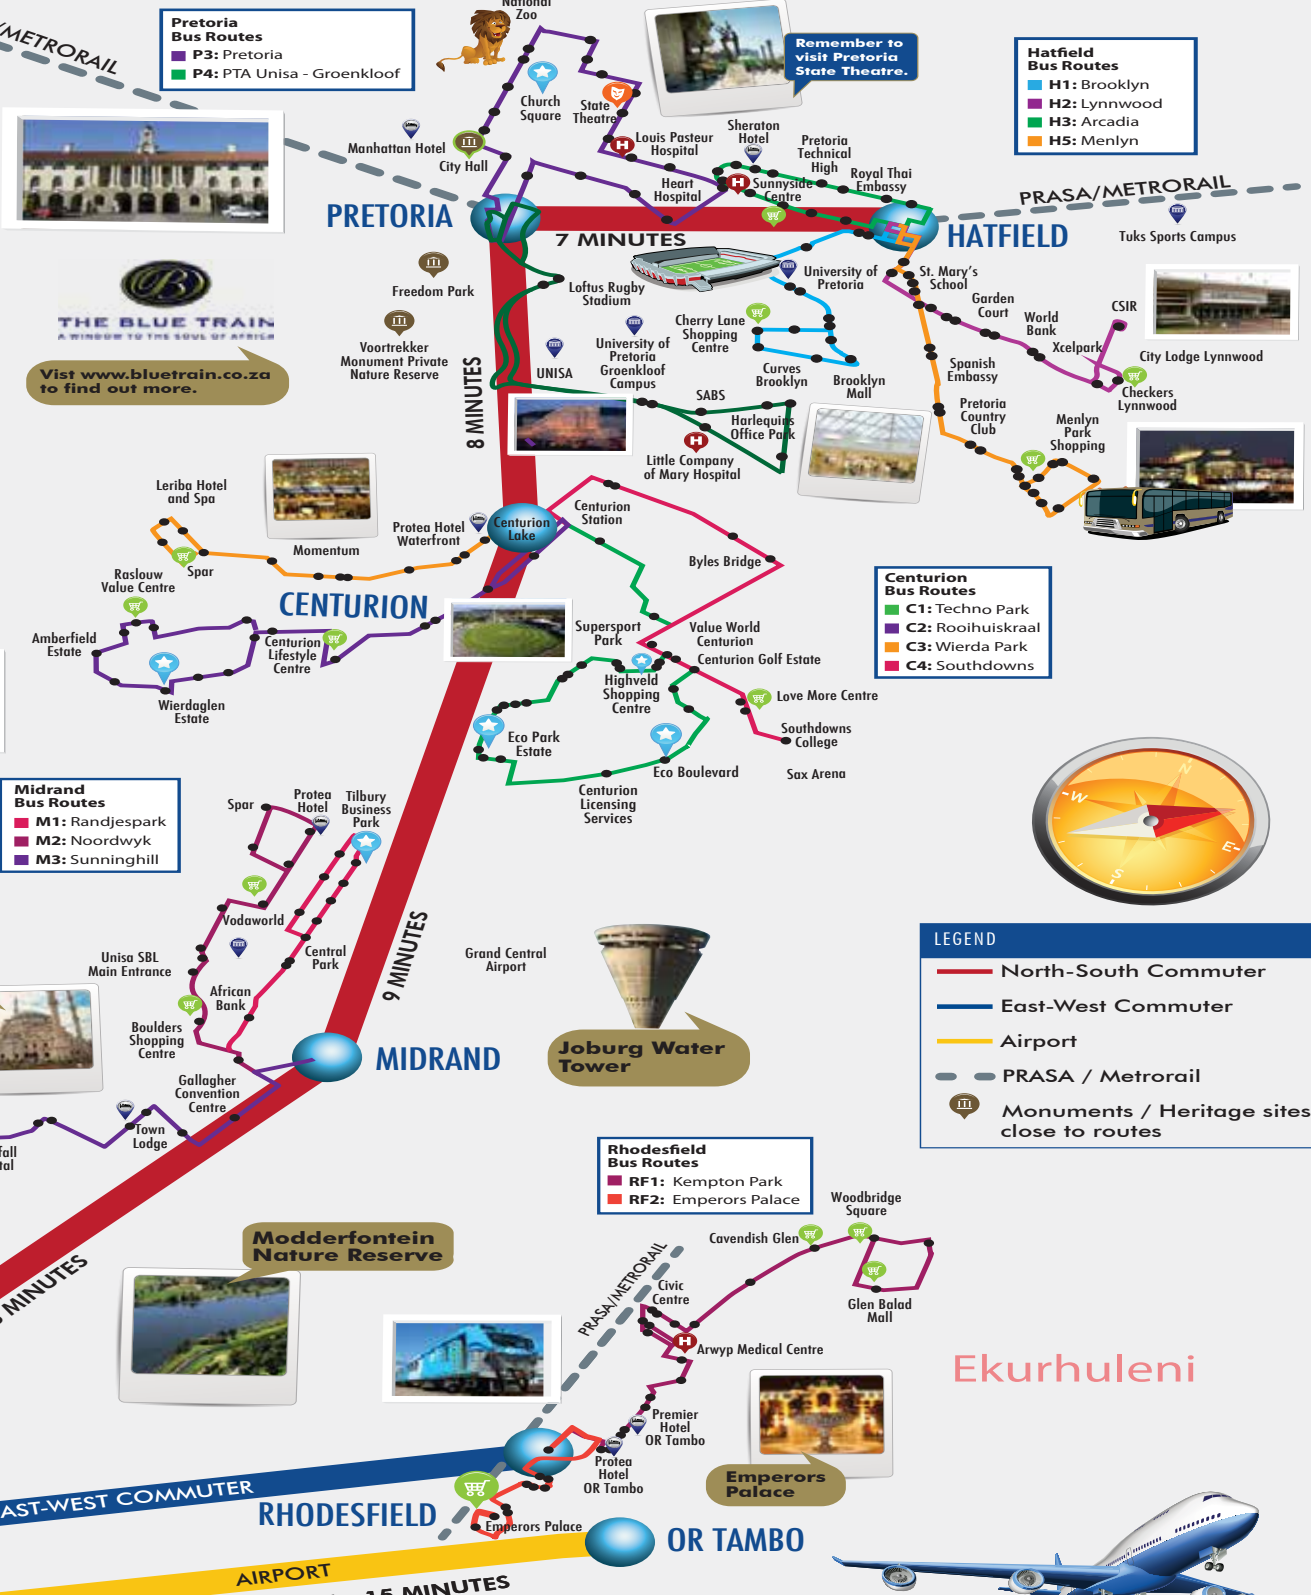 National
Zoo
/METRORAIL
Pretoria
Bus Routes
P3: Pretoria
P4: PTA Unisa - Groenkloof
Remember to
visit Pretoria
State Theatre.
Hatfield
Bus Routes
H1: Brooklyn
H2: Lynnwood
H3: Arcadia
H5: Menlyn
Church
Square
State
Theatre
Manhattan Hotel
City Hall
Louis Pasteur
Hospital
Sheraton
Hotel
Pretoria
Technical
High
Royal Thai
Embassy
Heart
Hospital
Sunnyside
Centre
PRASA/METRORAIL
Tuks Sports Campus
PRETORIA
7 MINUTES
HATFIELD
Freedom Park
Loftus Rugby
Stadium
University of
Pretoria
St. Mary's
School
Garden
Court
World
Bank
CSIR
Xcelpark
City Lodge Lynnwood
Checkers
Lynnwood
THE BLUE TRAIN
A WINDOW TO THE SOUL OF AFRICA
Visit www.bluetrain.co.za
to find out more.
Voortrekker
Monument Private
Nature Reserve
8 MINUTES
UNISA
University of
Pretoria
Groenkloof
Campus
Cherry Lane
Shopping
Centre
Curves
Brooklyn
Brooklyn
Mall
Spanish
Embassy
Pretoria
Country
Club
Menlyn
Park
Shopping
SABS
Harlequins
Office Park
Little Company
of Mary Hospital
Leriba Hotel
and Spa
Spar
Momentum
Protea Hotel
Waterfront
Centurion
Lake
Centurion
Station
Byles Bridge
CENTURION
Raslouw
Value Centre
Amberfield
Estate
Wierdaglen
Estate
Centurion
Lifestyle
Centre
Supersport
Park
Value World
Centurion
Centurion Golf Estate
Highveld
Shopping
Centre
Love More Centre
Southdowns
College
Sax Arena
Eco Park
Estate
Eco Boulevard
Centurion
Licensing
Services
Centurion
Bus Routes
C1: Techno Park
C2: Rooihuiskraal
C3: Wierda Park
C4: Southdowns
Midrand
Bus Routes
M1: Randjespark
M2: Noordwyk
M3: Sunninghill
Spar
Protea
Hotel
Tilbury
Business
Park
Vodaworld
Central
Park
Unisa SBL
Main Entrance
African
Bank
Boulders
Shopping
Centre
9 MINUTES
Grand Central
Airport
Joburg Water
Tower
MIDRAND
Gallagher
Convention
Centre
Town
Lodge
fall
tal
N
W
E
S
LEGEND
North-South Commuter
East-West Commuter
Airport
PRASA / Metrorail
Monuments / Heritage sites
close to routes
MINUTES
Modderfontein
Nature Reserve
Rhodesfield
Bus Routes
RF1: Kempton Park
RF2: Emperors Palace
PRASA/METRORAIL
Cavendish Glen
Woodbridge
Square
Glen Balad
Mall
Civic
Centre
Arwyp Medical Centre
Premier
Hotel
OR Tambo
Protea
Hotel
OR Tambo
Emperors
Palace
Ekurhuleni
AST-WEST COMMUTER
RHODESFIELD
Emperors Palace
OR TAMBO
AIRPORT
15 MINUTES